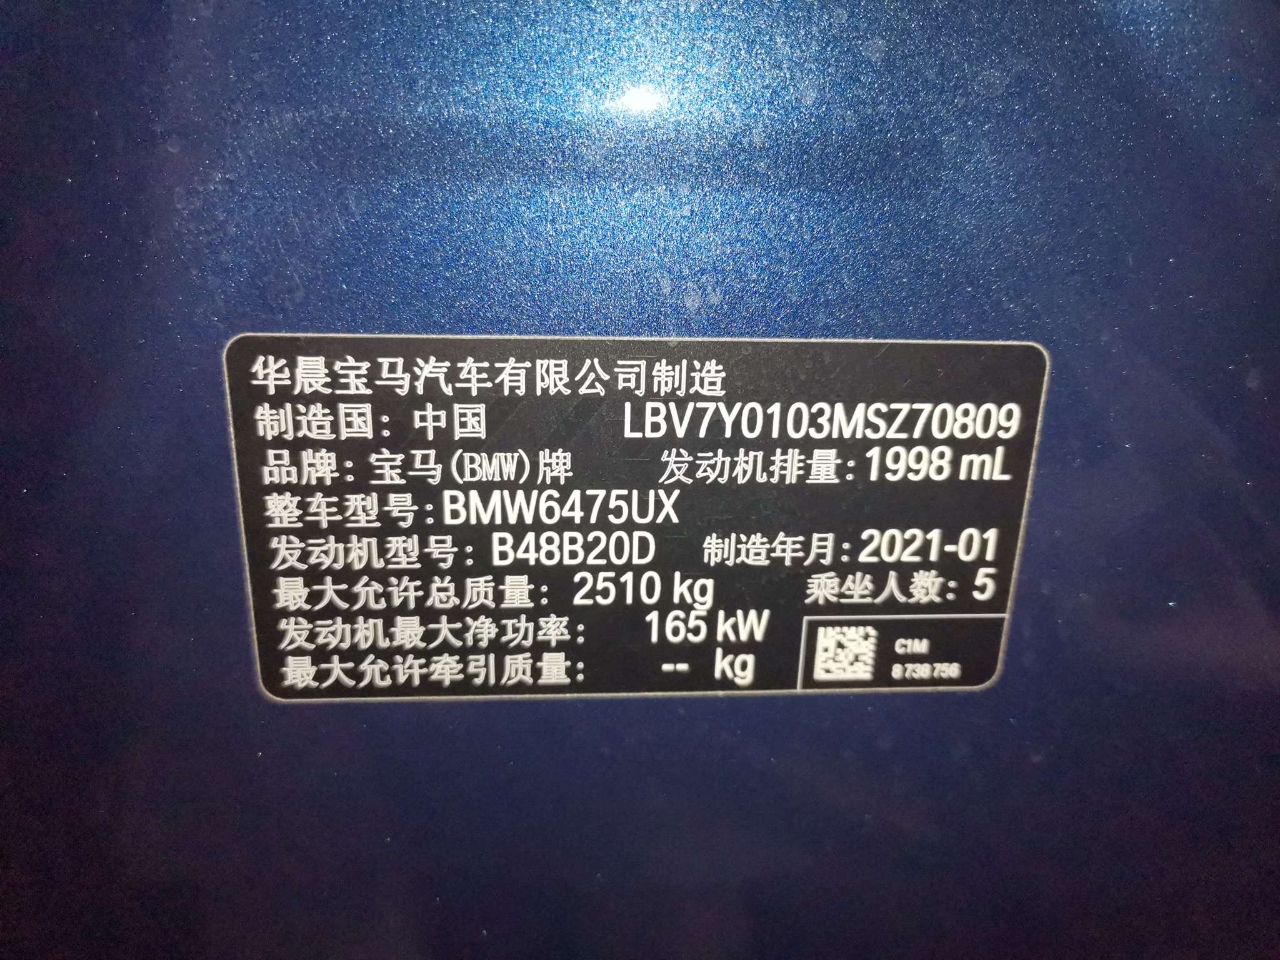 华晨宝马汽车有限公司制造
制造国：中国 LBV7Y0103MSZ70809
品牌：宝马(BMW)牌 发动机排量：1998 mL
整车型号：BMW6475UX
发动机型号：B48B20D 制造年月：2021-01
最大允许总质量：2510 kg 乘坐人数：5
发动机最大净功率：165 kW
最大允许牵引质量：-- kg
C1M
8 738 756